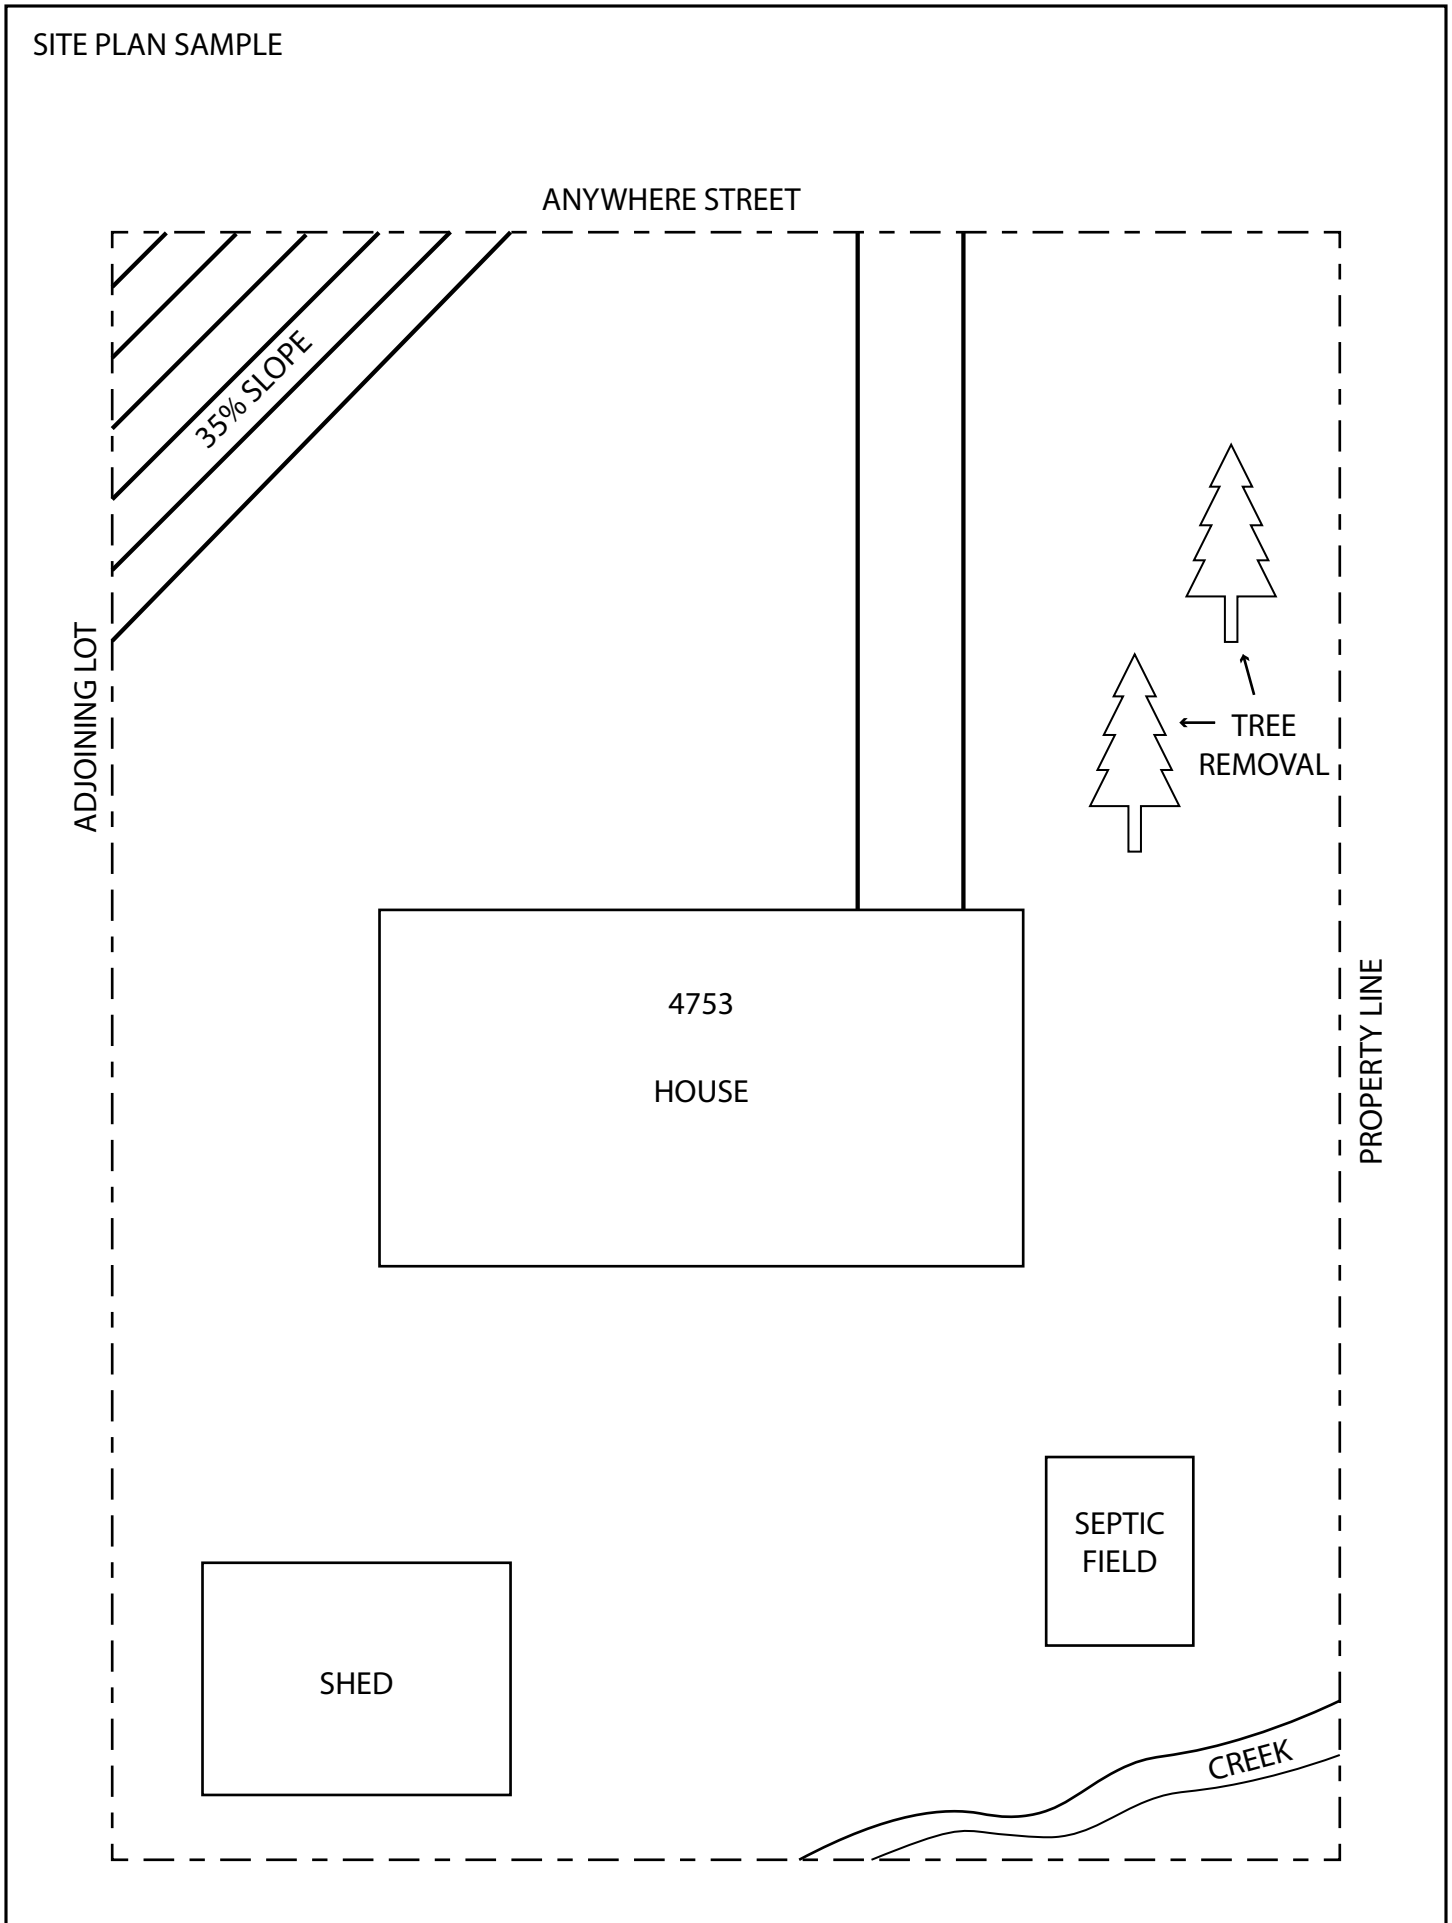 SITE PLAN SAMPLE
ANYWHERE STREET
35% SLOPE
ADJOINING LOT
TREE
REMOVAL
4753
HOUSE
PROPERTY LINE
SEPTIC
FIELD
SHED
CREEK